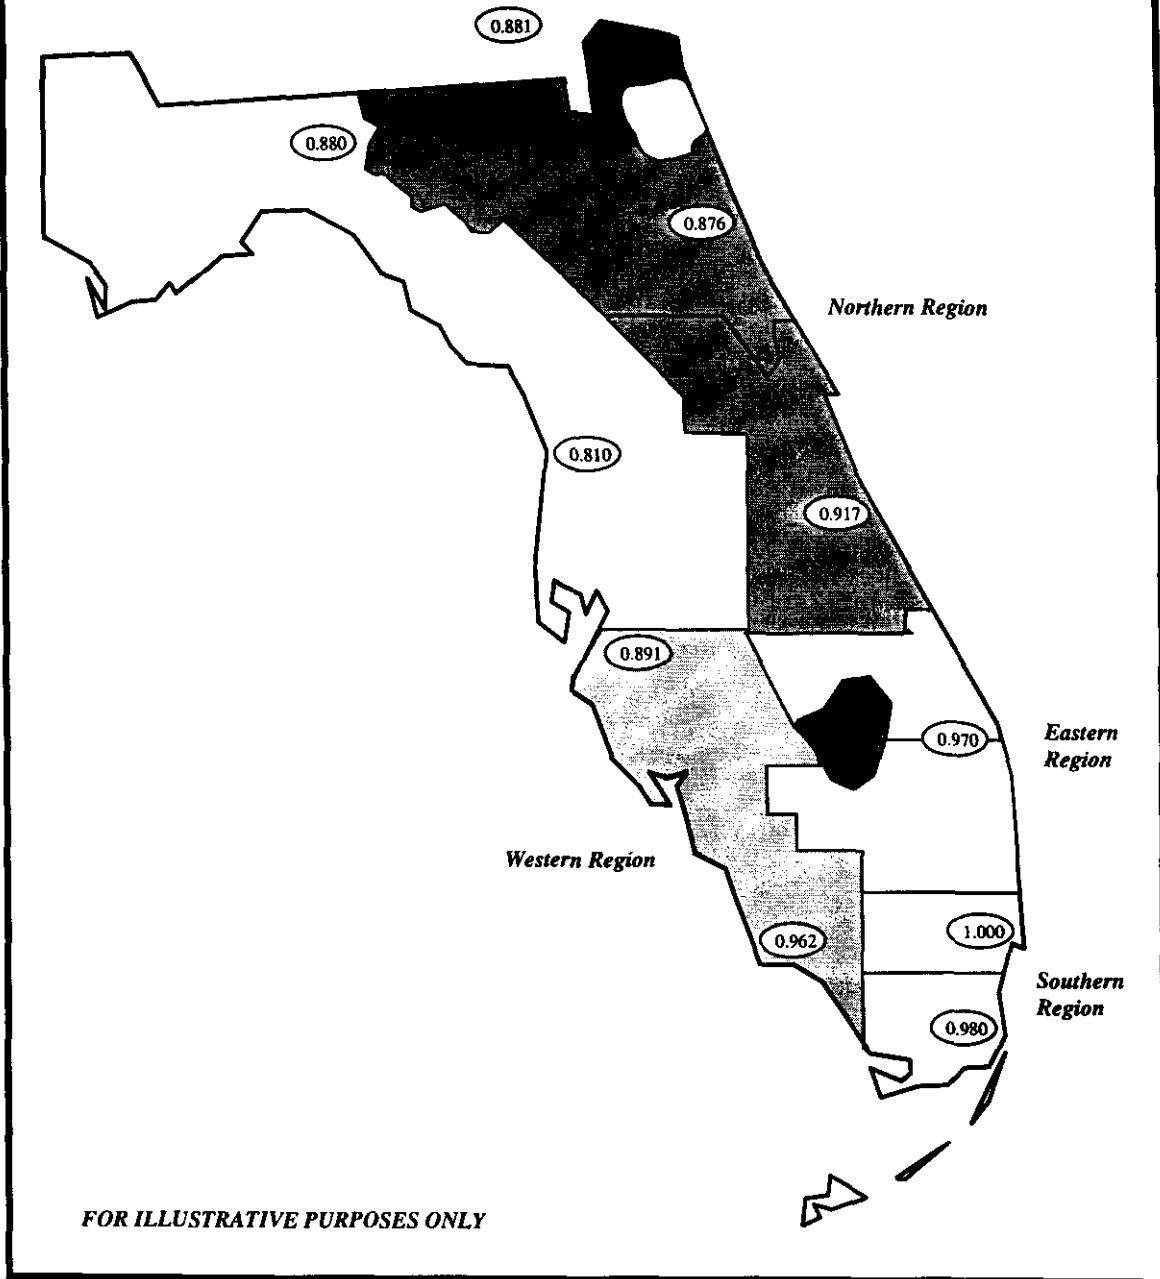 0.881
0.880
0.876
Northern Region
0.810
0.917
0.891
0.970
Eastern
Region
Western Region
0.962
1.000
Southern
Region
0.980
FOR ILLUSTRATIVE PURPOSES ONLY